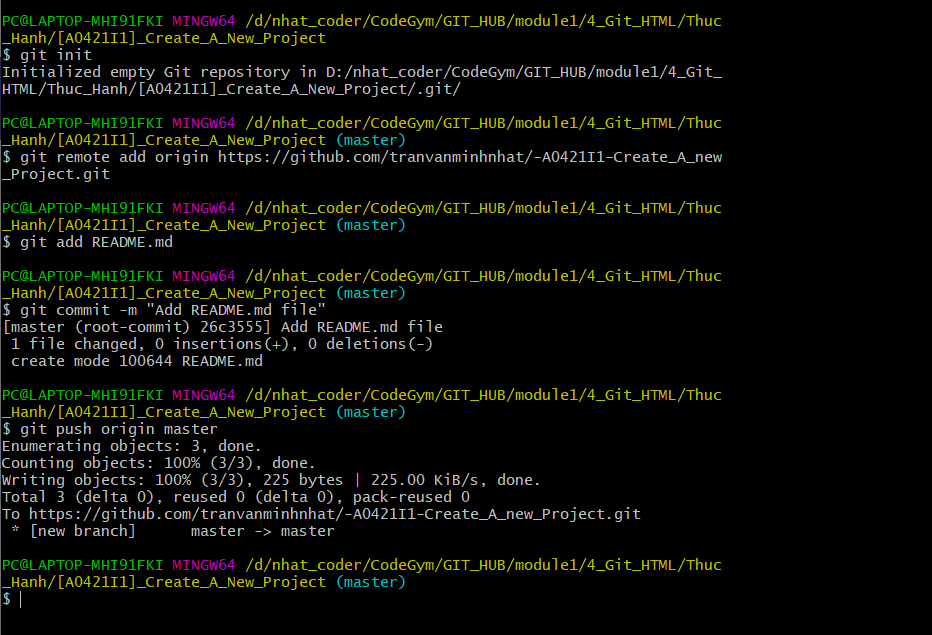 PC@LAPTOP-MHI91FKI MINGW64 /d/nhat_coder/CodeGym/GIT_HUB/module1/4_Git_HTML/Thuc
_Hanh/[A0421I1]_Create_A_New_Project
$ git init
Initialized empty Git repository in D:/nhat_coder/CodeGym/GIT_HUB/module1/4_Git_
HTML/Thuc_Hanh/[A0421I1]_Create_A_New_Project/.git/
PC@LAPTOP-MHI91FKI MINGW64 /d/nhat_coder/CodeGym/GIT_HUB/module1/4_Git_HTML/Thuc
_Hanh/[A0421I1]_Create_A_New_Project (master)
$ git remote add origin https://github.com/tranvanminhnhat/-A0421I1-Create_A_new
_Project.git
PC@LAPTOP-MHI91FKI MINGW64 /d/nhat_coder/CodeGym/GIT_HUB/module1/4_Git_HTML/Thuc
_Hanh/[A0421I1]_Create_A_New_Project (master)
$ git add README.md
PC@LAPTOP-MHI91FKI MINGW64 /d/nhat_coder/CodeGym/GIT_HUB/module1/4_Git_HTML/Thuc
_Hanh/[A0421I1]_Create_A_New_Project (master)
$ git commit -m "Add README.md file"
[master (root-commit) 26c3555] Add README.md file
 1 file changed, 0 insertions(+), 0 deletions(-)
 create mode 100644 README.md
PC@LAPTOP-MHI91FKI MINGW64 /d/nhat_coder/CodeGym/GIT_HUB/module1/4_Git_HTML/Thuc
_Hanh/[A0421I1]_Create_A_New_Project (master)
$ git push origin master
Enumerating objects: 3, done.
Counting objects: 100% (3/3), done.
Writing objects: 100% (3/3), 225 bytes | 225.00 KiB/s, done.
Total 3 (delta 0), reused 0 (delta 0), pack-reused 0
To https://github.com/tranvanminhnhat/-A0421I1-Create_A_new_Project.git
 * [new branch]      master -> master
PC@LAPTOP-MHI91FKI MINGW64 /d/nhat_coder/CodeGym/GIT_HUB/module1/4_Git_HTML/Thuc
_Hanh/[A0421I1]_Create_A_New_Project (master)
$